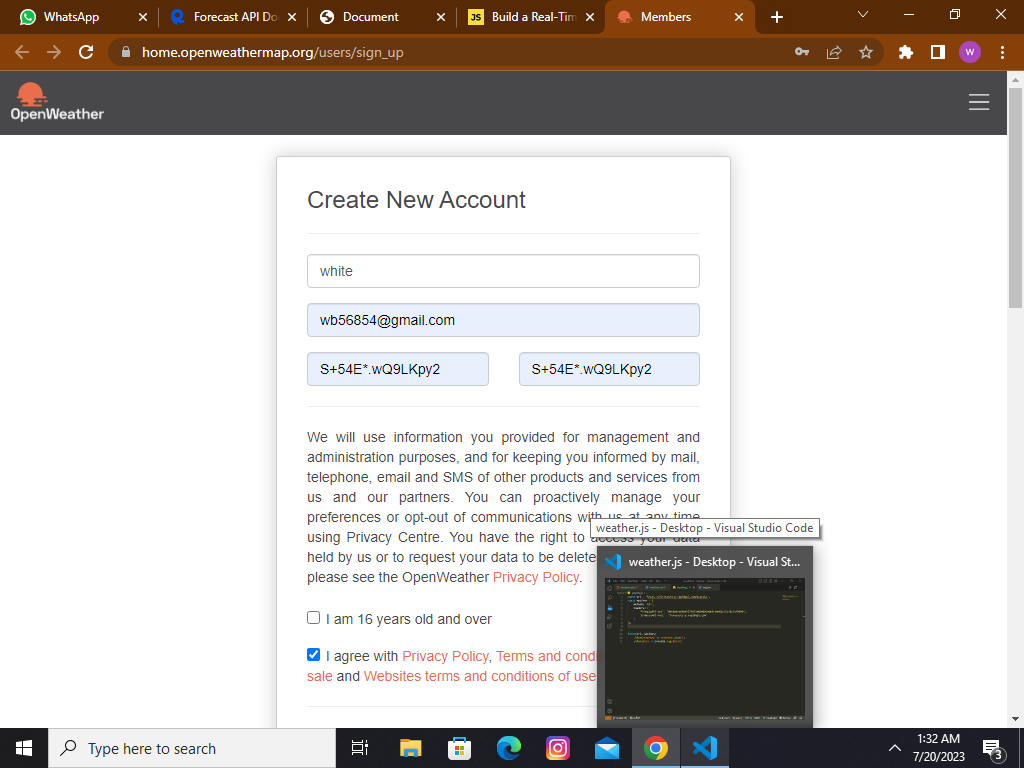 WhatsApp
Forecast API Do
Document
JS
Build a Real-Tim
Members
home.openweathermap.org/users/sign_up
W
OpenWeather
Create New Account
white
wb56854@gmail.com
S+54E*.wQ9LKpy2
S+54E*.wQ9LKpy2
We will use information you provided for management and
administration purposes, and for keeping you informed by mail,
telephone, email and SMS of other products and services from
us and our partners. You can proactively manage your
preferences or opt-out of communications with us at any time
using Privacy Centre. You have the right to access your data
held by us or to request your data to be delete
please see the OpenWeather Privacy Policy.
weather.js - Desktop - Visual Studio Code
weather.js - Desktop - Visual St...
I am 16 years old and over
I agree with Privacy Policy, Terms and condi
sale and Websites terms and conditions of use
Type here to search
1:32 AM
7/20/2023
3